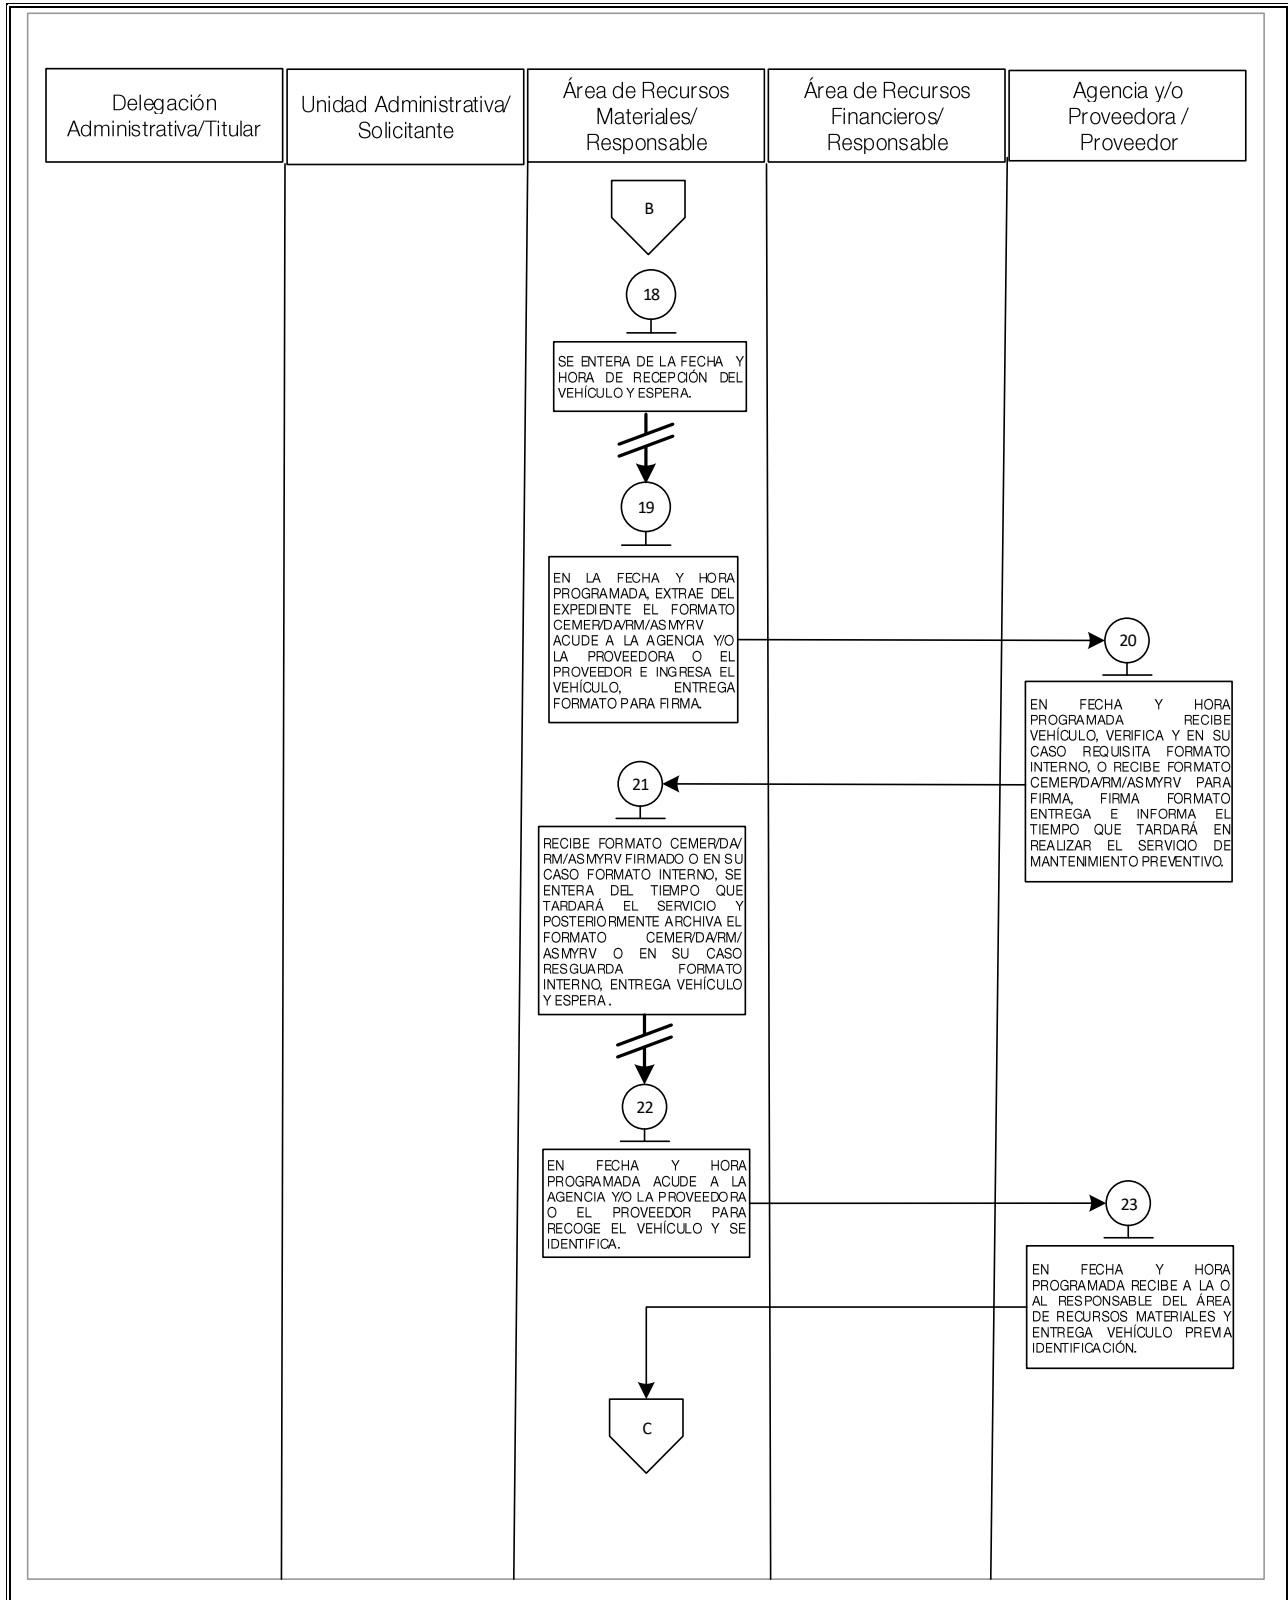 Delegación
Administrativa/Titular
Unidad Administrativa/
Solicitante
Área de Recursos
Materiales/
Responsable
Área de Recursos
Financieros/
Responsable
Agencia y/o
Proveedora /
Proveedor
B
18
SE ENTERA DE LA FECHA Y
HORA DE RECEPCIÓN DEL
VEHÍCULO Y ESPERA.
19
EN LA FECHA Y HORA
PROGRAMADA, EXTRAE DEL
EXPEDIENTE EL FORMATO
CEMER/DA/RM/ASMYRV
ACUDE A LA AGENCIA Y/O
LA PROVEEDORA O EL
PROVEEDOR E INGRESA EL
VEHÍCULO, ENTREGA
FORMATO PARA FIRMA.
20
EN FECHA Y HORA
PROGRAMADA RECIBE
VEHÍCULO, VERIFICA Y EN SU
CASO REQUISITA FORMATO
INTERNO, O RECIBE FORMATO
CEMER/DA/RM/ASMYRV PARA
FIRMA, FIRMA FORMATO
ENTREGA E INFORMA EL
TIEMPO QUE TARDARÁ EN
REALIZAR EL SERVICIO DE
MANTENIMIENTO PREVENTIVO.
21
RECIBE FORMATO CEMER/DA/
RM/ASMYRV FIRMADO O EN SU
CASO FORMATO INTERNO, SE
ENTERA DEL TIEMPO QUE
TARDARÁ EL SERVICIO Y
POSTERIORMENTE ARCHIVA EL
FORMATO CEMER/DA/RM/
ASMYRV O EN SU CASO
RESGUARDA FORMATO
INTERNO, ENTREGA VEHÍCULO
Y ESPERA.
22
EN FECHA Y HORA
PROGRAMADA ACUDE A LA
AGENCIA Y/O LA PROVEEDORA
O EL PROVEEDOR PARA
RECOGE EL VEHÍCULO Y SE
IDENTIFICA.
23
EN FECHA Y HORA
PROGRAMADA RECIBE A LA O
AL RESPONSABLE DEL ÁREA
DE RECURSOS MATERIALES Y
ENTREGA VEHÍCULO PREVIA
IDENTIFICACIÓN.
C